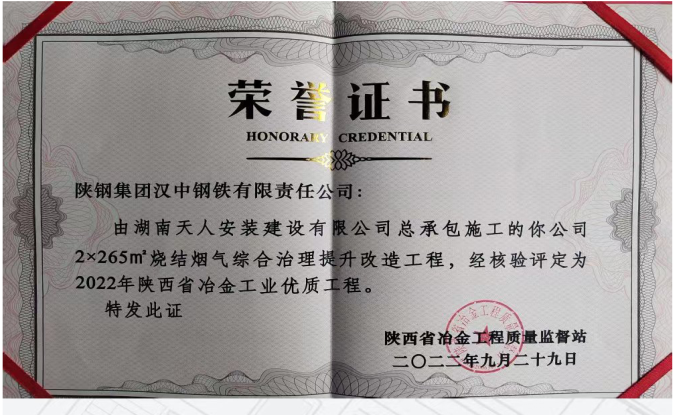 荣誉证书
HONORARY CREDENTIAL
陕钢集团汉中钢铁有限责任公司：
由湖南天人安装建设有限公司总承包施工的你公司
2×265㎡烧结烟气综合治理提升改造工程，经核验评定为
2022年陕西省冶金工业优质工程。
特发此证
陕西省冶金工程质量监督站
二〇二二年九月二十九日